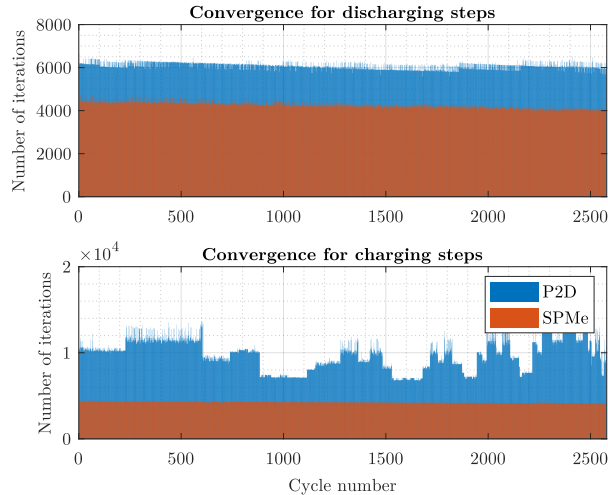 Convergence for discharging steps
8000
6000
4000
2000
0
Number of iterations
0 500 1000 1500 2000 2500
×10^4
Convergence for charging steps
2
1
0
Number of iterations
P2D
SPMe
0 500 1000 1500 2000 2500
Cycle number